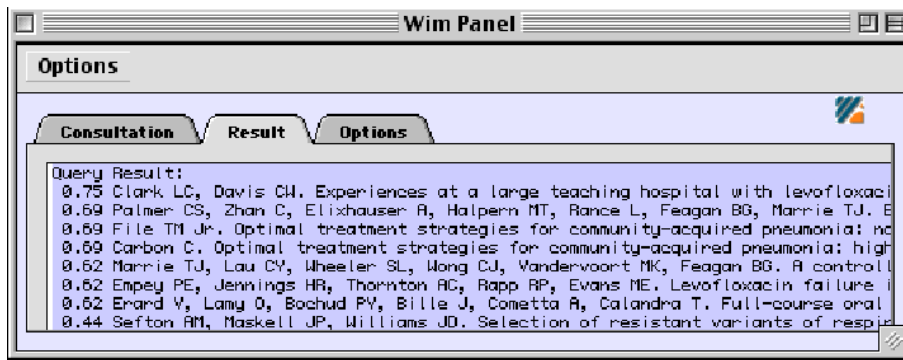 Wim Panel
Options
Consultation Result Options
Query Result:
0.75 Clark LC, Davis CW. Experiences at a large teaching hospital with levofloxaci
0.69 Palmer CS, Zhan C, Elixhauser A, Halpern MT, Rance L, Feagan BG, Marrie TJ. E
0.69 File TM Jr. Optimal treatment strategies for community-acquired pneumonia: no
0.69 Carbon C. Optimal treatment strategies for community-acquired pneumonia: high
0.62 Marrie TJ, Lau CY, Wheeler SL, Wong CJ, Vandervoort MK, Feagan BG. A controll
0.62 Empey PE, Jennings HR, Thornton AC, Rapp RP, Evans ME. Levofloxacin failure i
0.62 Erard V, Lamy O, Bochud PY, Bille J, Cometta A, Calandra T. Full-course oral
0.44 Sefton AM, Maskell JP, Williams JD. Selection of resistant variants of respir